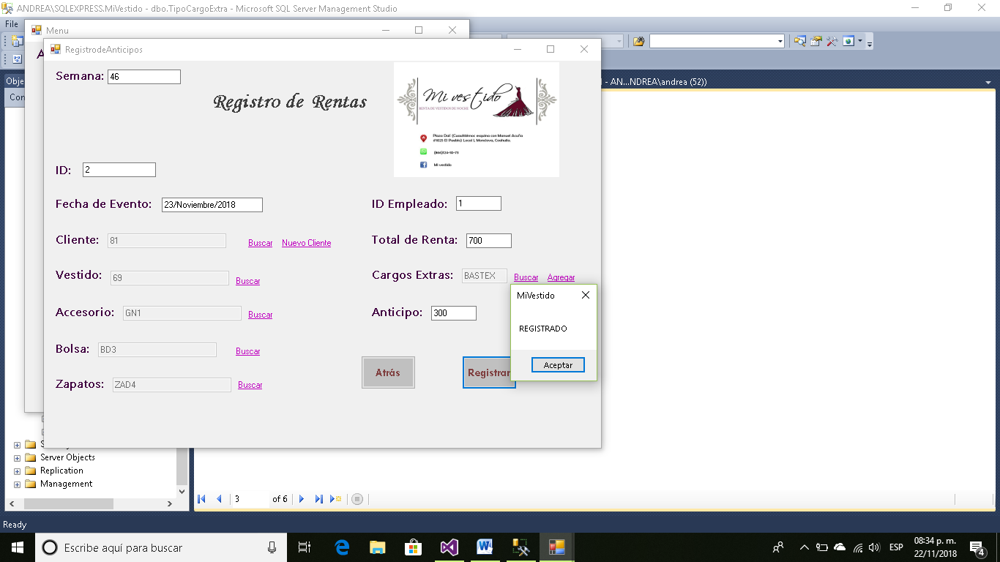 ANDREA\SQLEXPRESS.MiVestido - dbo.TipoCargoExtra - Microsoft SQL Server Management Studio
File
Menu
RegistrodeAnticipos
Semana: 46
Registro de Rentas
Mi vestido
RENTA DE VESTIDOS DE NOCHE
Plaza Dalí (Cuauhtémoc esquina con Manuel Acuña
#1025 El Pueblo) Local I, Monclova, Coahuila.
(866)324-10-73
Mi vestido
ID: 2
Fecha de Evento: 23/Noviembre/2018
ID Empleado: 1
Cliente: 81 Buscar Nuevo Cliente
Total de Renta: 700
Vestido: 69 Buscar
Cargos Extras: BASTEX Buscar Agregar
Accesorio: GN1 Buscar
Anticipo: 300
Bolsa: BD3 Buscar
Zapatos: ZAD4 Buscar
Atrás
Registrar
MiVestido
REGISTRADO
Aceptar
- AN...NDREA\andrea (52))
Server Objects
Replication
Management
3 of 6
Ready
Escribe aquí para buscar
ESP
08:34 p. m.
22/11/2018
4